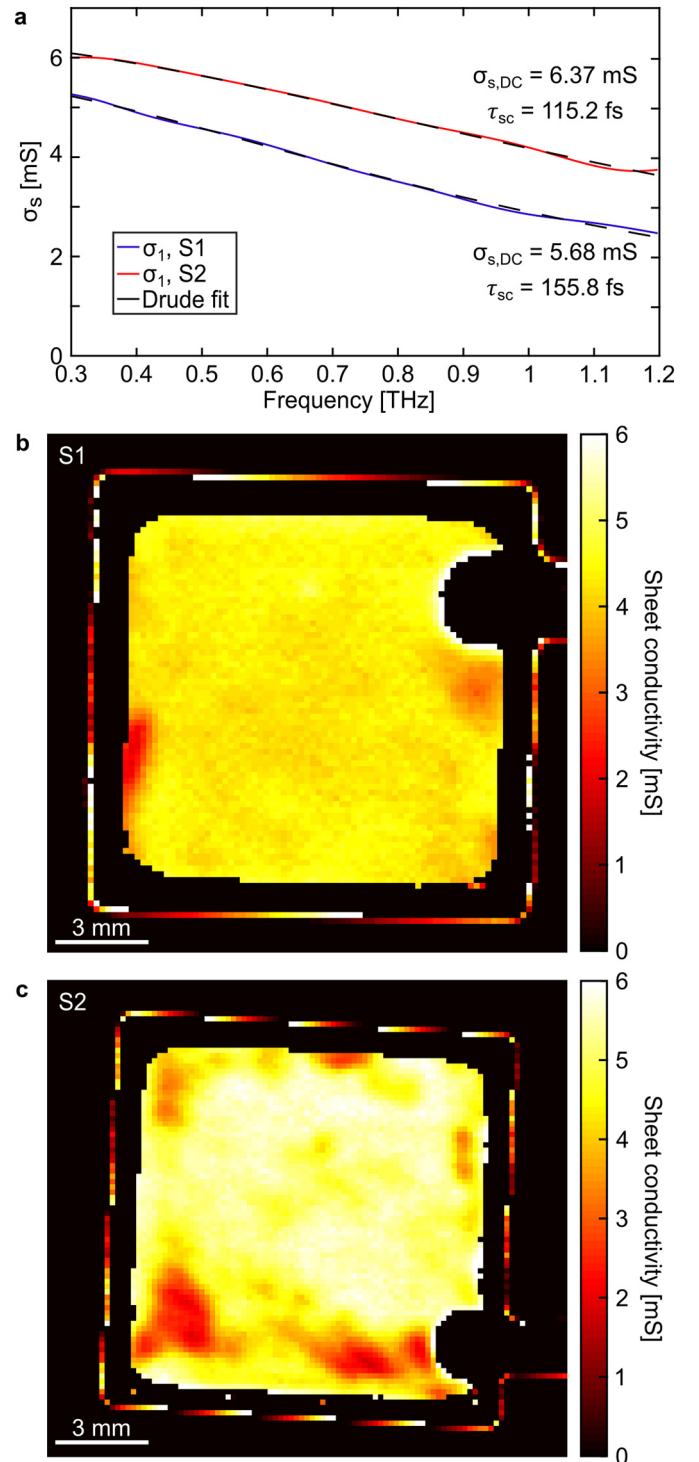 a
6
4
2
0
σs [mS]
σs,DC = 6.37 mS
τsc = 115.2 fs
σ1, S1
σ1, S2
Drude fit
σs,DC = 5.68 mS
τsc = 155.8 fs
0.3 0.4 0.5 0.6 0.7 0.8 0.9 1 1.1 1.2
Frequency [THz]
b
S1
3 mm
6
5
4
3
2
1
0
Sheet conductivity [mS]
c
S2
3 mm
6
5
4
3
2
1
0
Sheet conductivity [mS]